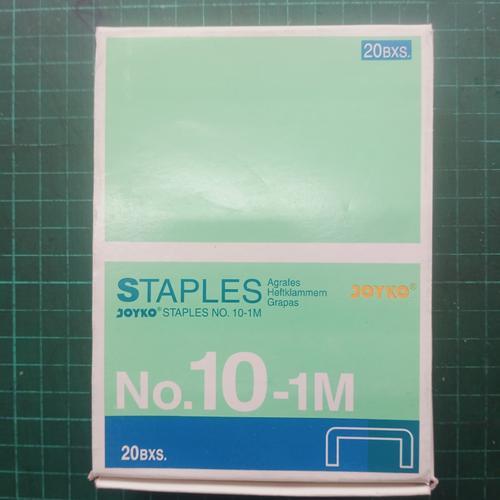 20BXS.
STAPLES
Agrafes
Heftklammern
Grapas
JOYKO®
JOYKO® STAPLES NO. 10-1M
No.10-1M
20BXS.